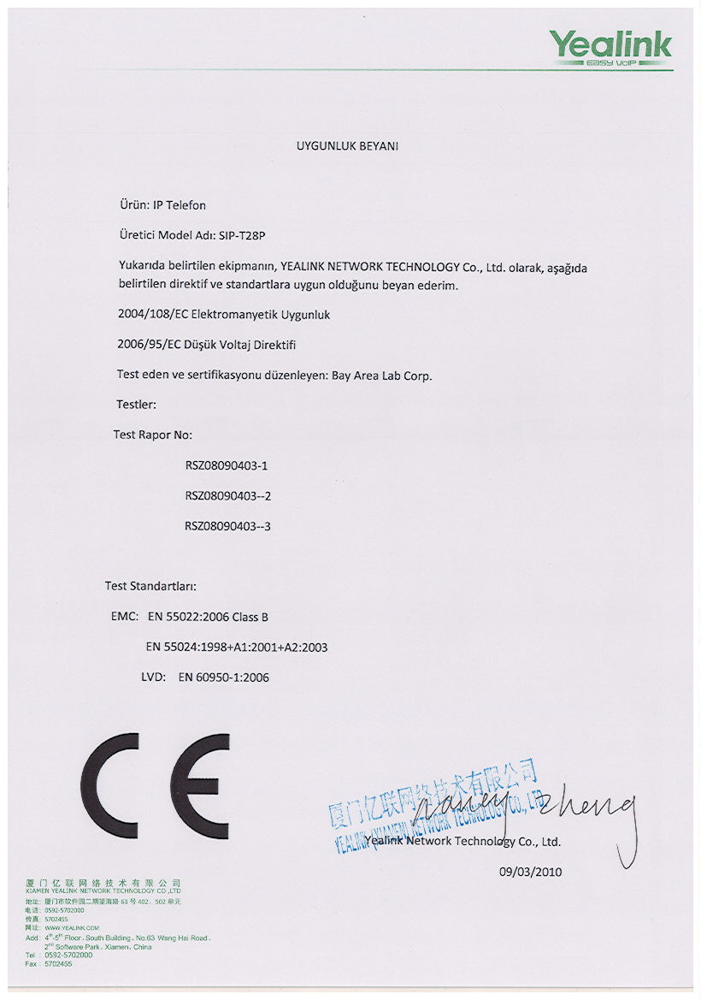 Yealink
EASY VoIP
UYGUNLUK BEYANI
Ürün: IP Telefon
Üretici Model Adı: SIP-T28P
Yukarıda belirtilen ekipmanın, YEALINK NETWORK TECHNOLOGY Co., Ltd. olarak, aşağıda
belirtilen direktif ve standartlara uygun olduğunu beyan ederim.
2004/108/EC Elektromanyetik Uygunluk
2006/95/EC Düşük Voltaj Direktifi
Test eden ve sertifikasyonu düzenleyen: Bay Area Lab Corp.
Testler:
Test Rapor No:
RSZ08090403-1
RSZ08090403--2
RSZ08090403--3
Test Standartları:
EMC: EN 55022:2006 Class B
EN 55024:1998+A1:2001+A2:2003
LVD: EN 60950-1:2006
CE
厦门亿联网络技术有限公司
YEALINK (XIAMEN) NETWORK TECHNOLOGY CO., LTD.
nancy zheng
Yealink Network Technology Co., Ltd.
09/03/2010
厦门亿联网络技术有限公司
XIAMEN YEALINK NETWORK TECHNOLOGY CO ,LTD
地址: 厦门市软件园二期望海路 63 号 402、502 单元
电话: 0592-5702000
传真: 5702455
网址: WWW.YEALINK.COM
Add: 4th-5th Floor, South Building, No.63 Wang Hai Road,
2nd Software Park, Xiamen, China
Tel : 0592-5702000
Fax : 5702455